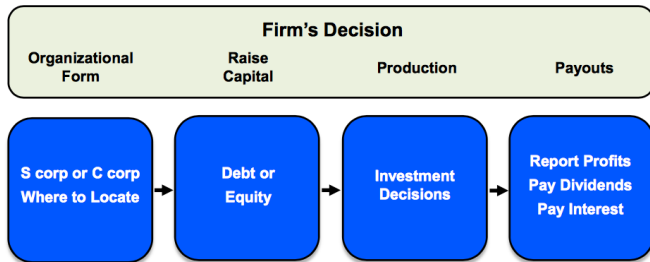 Firm's Decision
Organizational
Form
Raise
Capital
Production
Payouts
S corp or C corp
Where to Locate
Debt or
Equity
Investment
Decisions
Report Profits
Pay Dividends
Pay Interest